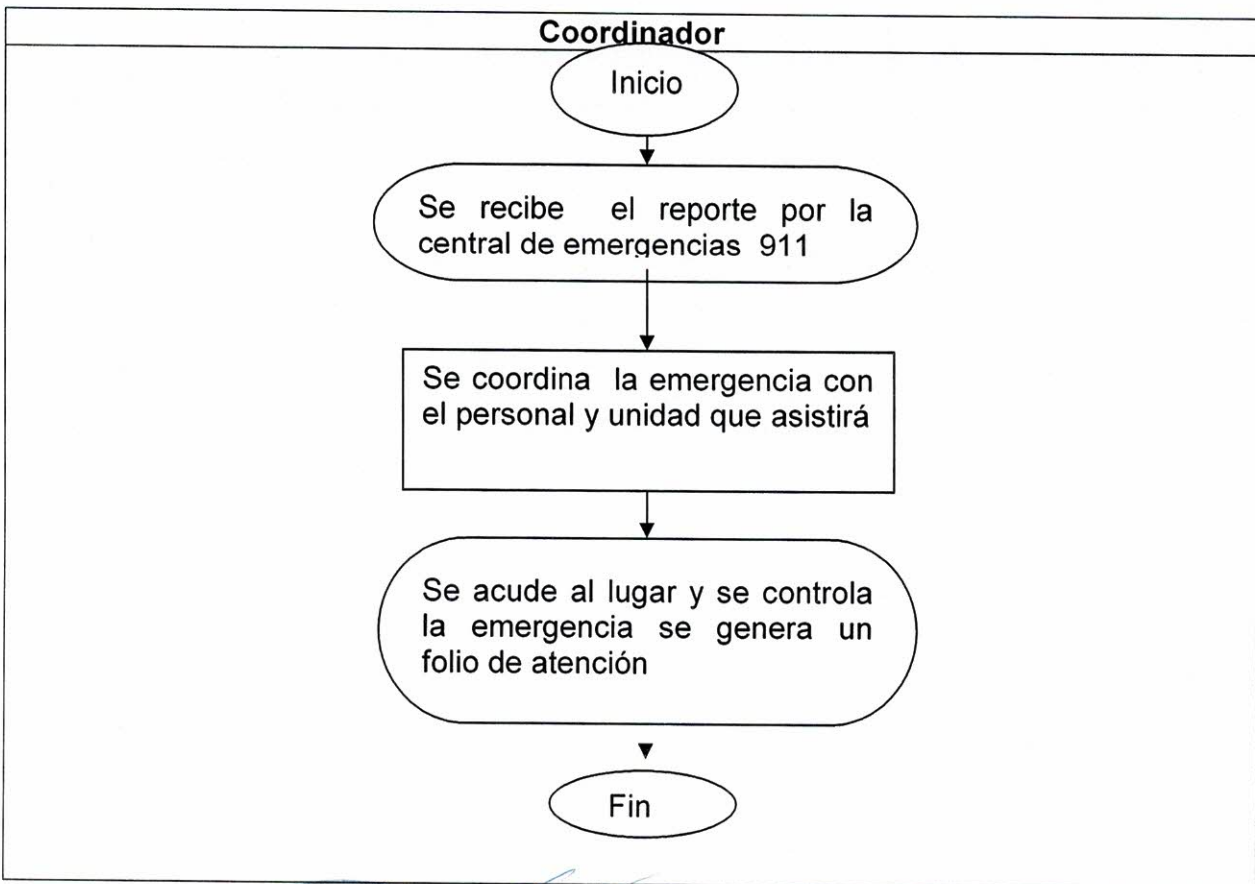 Coordinador
Inicio
Se recibe el reporte por la
central de emergencias 911
Se coordina la emergencia con
el personal y unidad que asistirá
Se acude al lugar y se controla
la emergencia se genera un
folio de atención
Fin